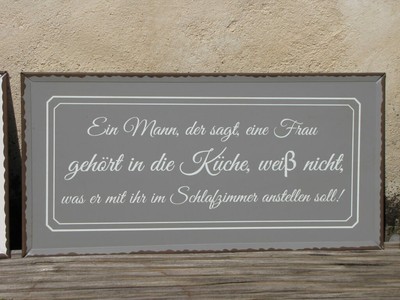 Ein Mann, der sagt, eine Frau
gehört in die Küche, weiß nicht,
was er mit ihr im Schlafzimmer anstellen soll!